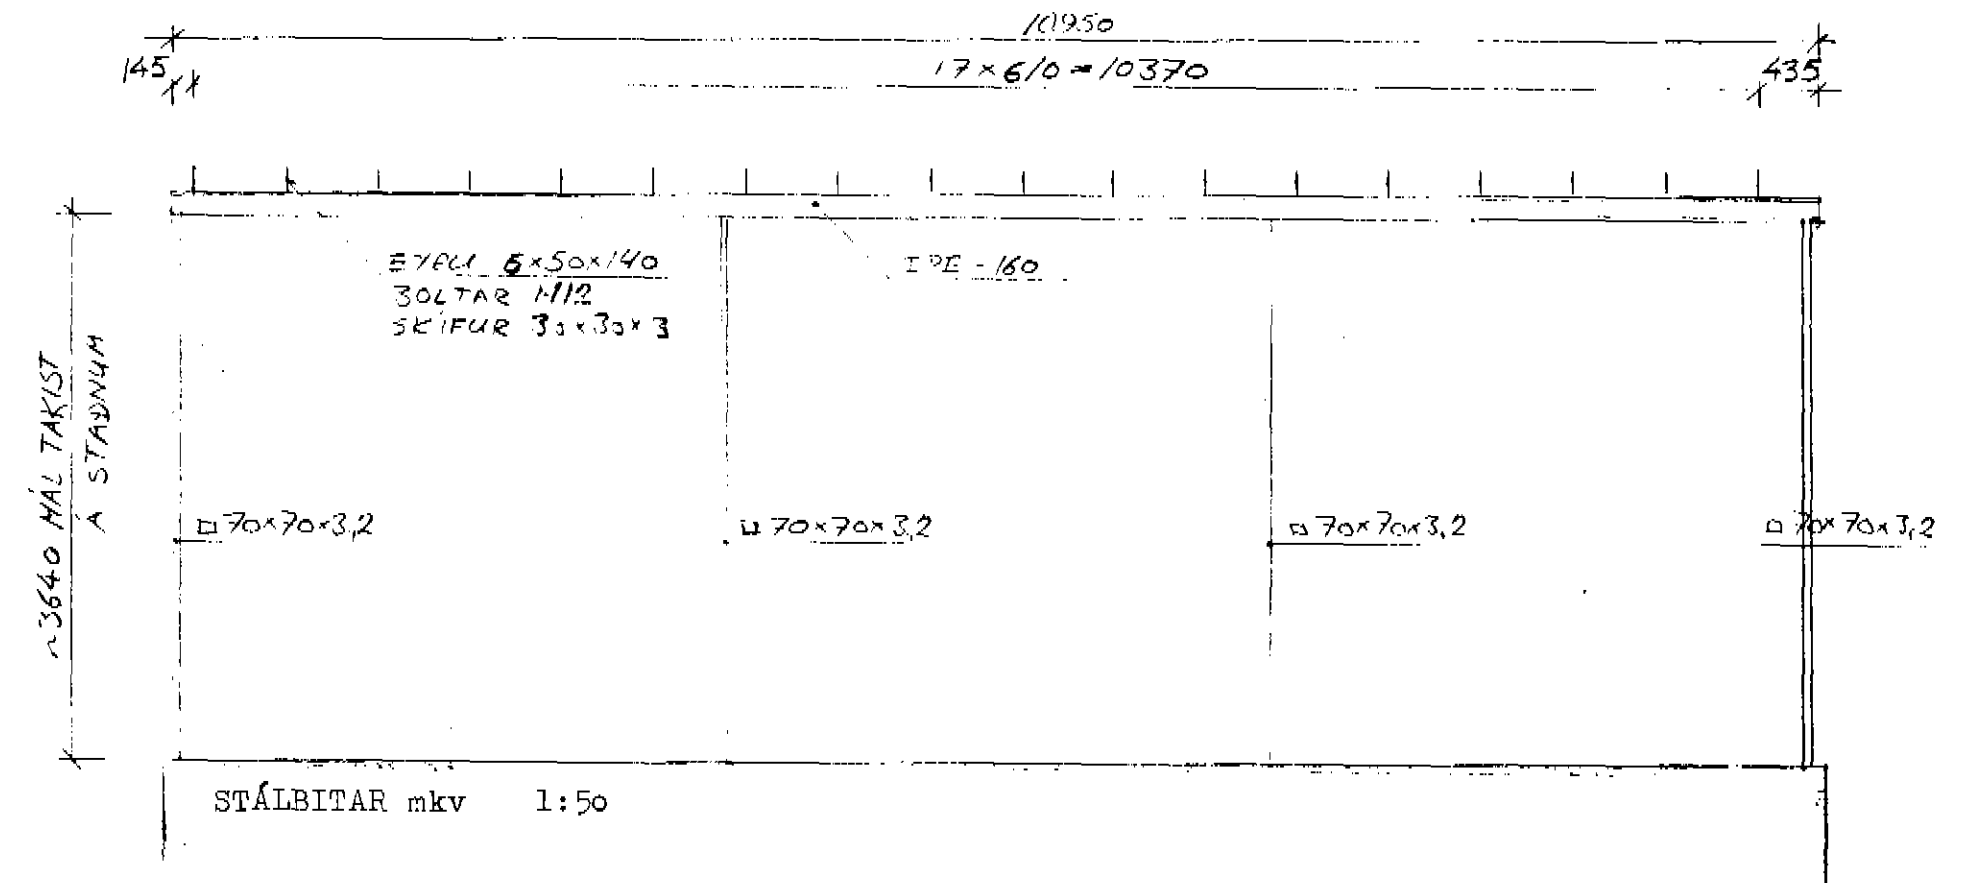 10950
145
17×610=10370
435
EYRU 5×50×140
BOLTAR M12
SKÍFUR 30×30×3
IPE-160
~3640 MÁL TAKIST
Á STAÐNUM
□ 70×70×3,2
□ 70×70×3,2
□ 70×70×3,2
□ 70×70×3,2
STÁLBITAR mkv 1:50